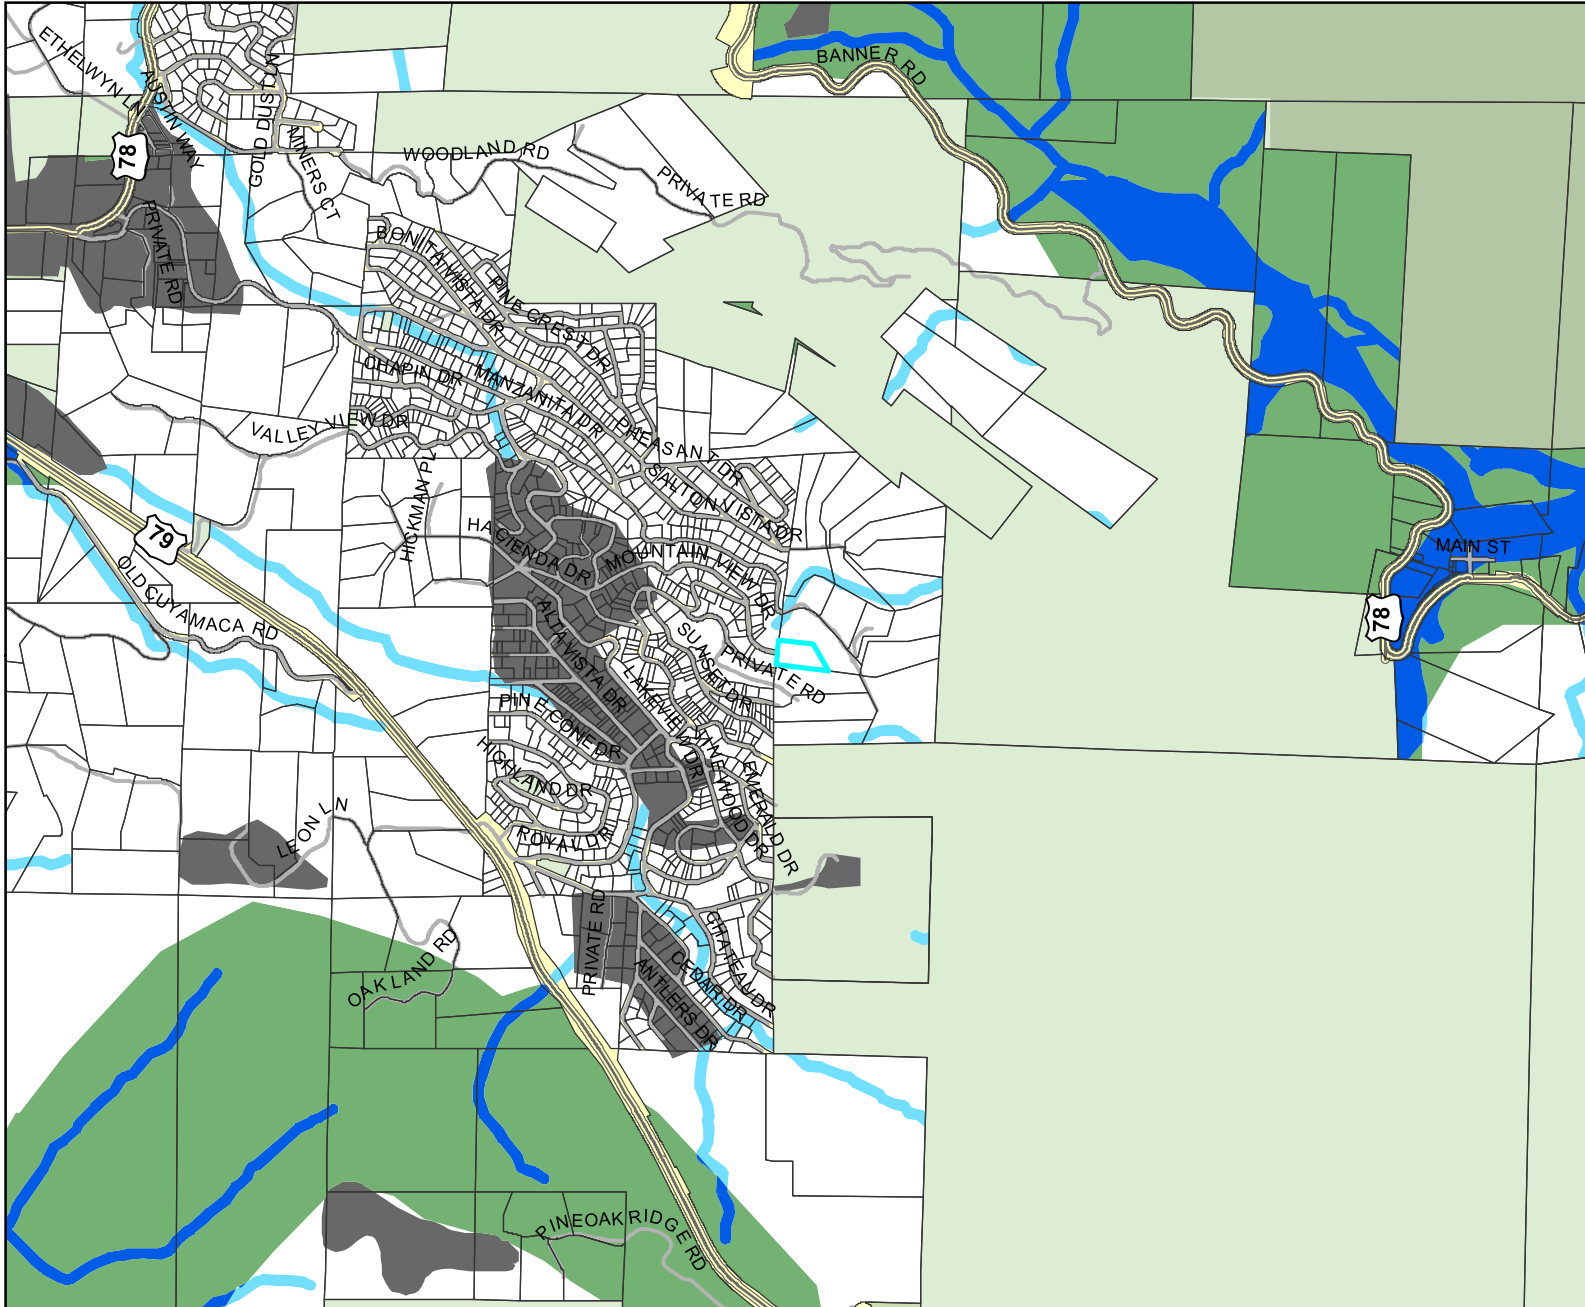 BANNER RD
ETHELWYN LN
AUSTIN WAY
GOLD DUST LN
MINERS CT
78
WOODLAND RD
PRIVATE RD
PRIVATE RD
BONITA VISTA DR
PINE CREST DR
CHAPIN DR
MANZANITA DR
VALLEY VIEW DR
PHEASANT DR
HICKMAN PL
SALTON VISTA DR
79
HACIENDA DR
MOUNTAIN VIEW DR
MAIN ST
78
OLD CUYAMACA RD
ALTA VISTA DR
SUNSET DR
PRIVATE RD
LAKEVIEW DR
PINE CONE DR
HIGHLAND DR
PINEWOOD DR
EMERALD DR
LEON LN
ROYAL DR
PRIVATE RD
OAKLAND RD
CHATEAU DR
CEDAR DR
ANTLERS DR
PINEOAK RIDGE RD